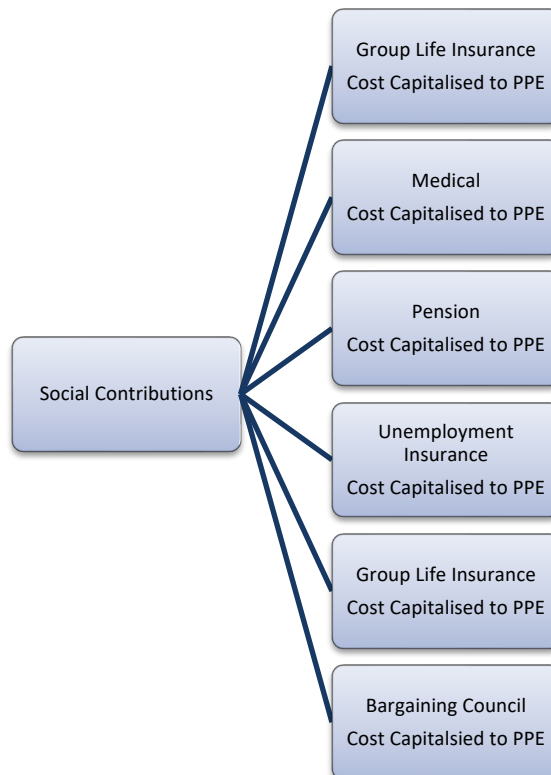 Group Life Insurance
Cost Capitalised to PPE
Medical
Cost Capitalised to PPE
Pension
Cost Capitalised to PPE
Social Contributions
Unemployment
Insurance
Cost Capitalised to PPE
Group Life Insurance
Cost Capitalised to PPE
Bargaining Council
Cost Capitalsied to PPE